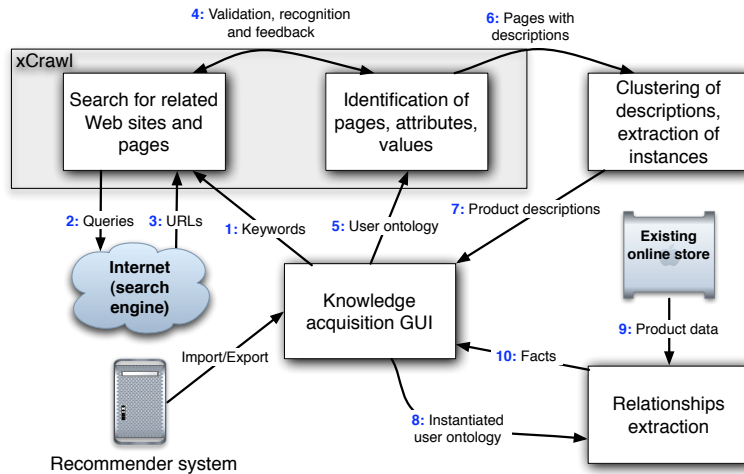 4: Validation, recognition
and feedback
6: Pages with
descriptions
xCrawl
Search for related
Web sites and
pages
Identification of
pages, attributes,
values
Clustering of
descriptions,
extraction of
instances
2: Queries
3: URLs
1: Keywords
5: User ontology
7: Product descriptions
Existing
online store
Internet
(search
engine)
Knowledge
acquisition GUI
9: Product data
Import/Export
10: Facts
8: Instantiated
user ontology
Relationships
extraction
Recommender system